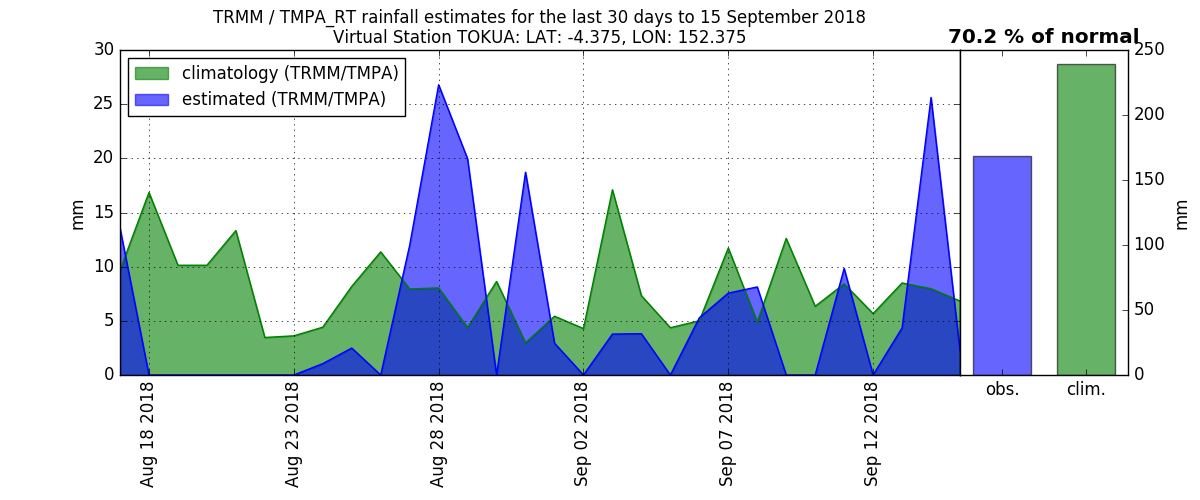 TRMM / TMPA_RT rainfall estimates for the last 30 days to 15 September 2018
Virtual Station TOKUA: LAT: -4.375, LON: 152.375
70.2 % of normal
climatology (TRMM/TMPA)
estimated (TRMM/TMPA)
mm
30
25
20
15
10
5
0
Aug 18 2018
Aug 23 2018
Aug 28 2018
Sep 02 2018
Sep 07 2018
Sep 12 2018
obs.
clim.
250
200
150
100
50
0
mm